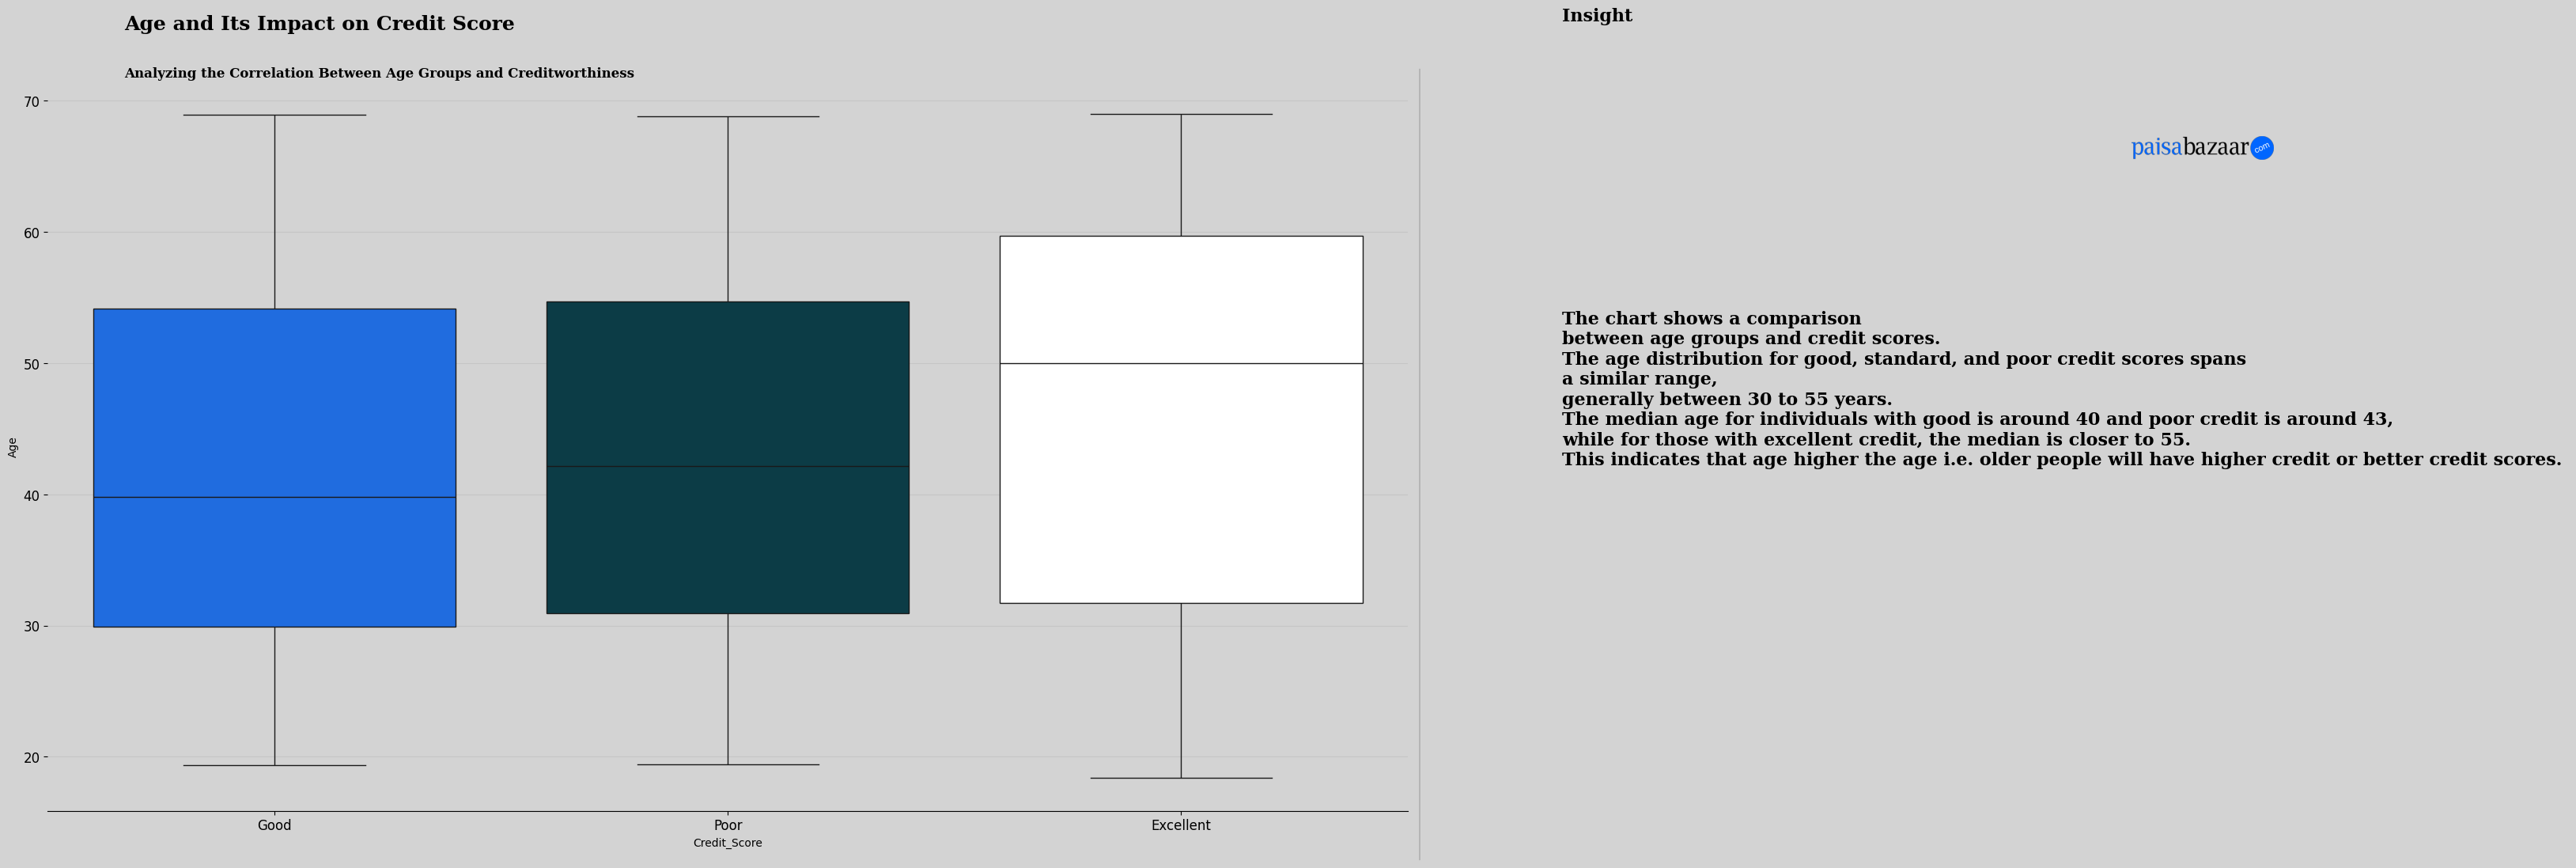 Age and Its Impact on Credit Score
Analyzing the Correlation Between Age Groups and Creditworthiness
70
60
50
40
30
20
Age
Good
Poor
Excellent
Credit_Score
Insight
paisabazaar com
The chart shows a comparison
between age groups and credit scores.
The age distribution for good, standard, and poor credit scores spans
a similar range,
generally between 30 to 55 years.
The median age for individuals with good is around 40 and poor credit is around 43,
while for those with excellent credit, the median is closer to 55.
This indicates that age higher the age i.e. older people will have higher credit or better credit scores.